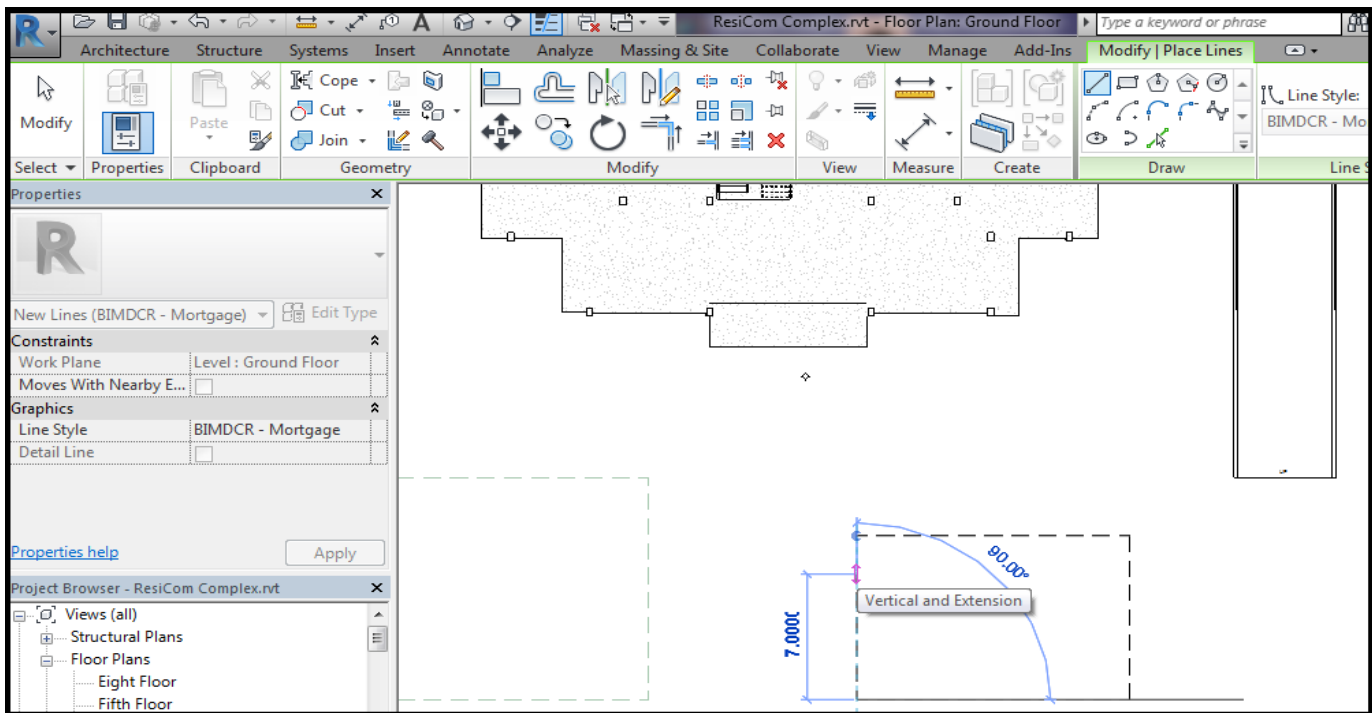 ResiCom Complex.rvt - Floor Plan: Ground Floor
Type a keyword or phrase
Architecture Structure Systems Insert Annotate Analyze Massing & Site Collaborate View Manage Add-Ins Modify | Place Lines
Modify
Paste
Cope
Cut
Join
Line Style:
BIMDCR - Mo
Select Properties Clipboard Geometry Modify View Measure Create Draw Line S
Properties
R
New Lines (BIMDCR - Mortgage) Edit Type
Constraints
Work Plane Level : Ground Floor
Moves With Nearby E...
Graphics
Line Style BIMDCR - Mortgage
Detail Line
Properties help Apply
Project Browser - ResiCom Complex.rvt
Views (all)
Structural Plans
Floor Plans
Eight Floor
Fifth Floor
90.00°
Vertical and Extension
7.000